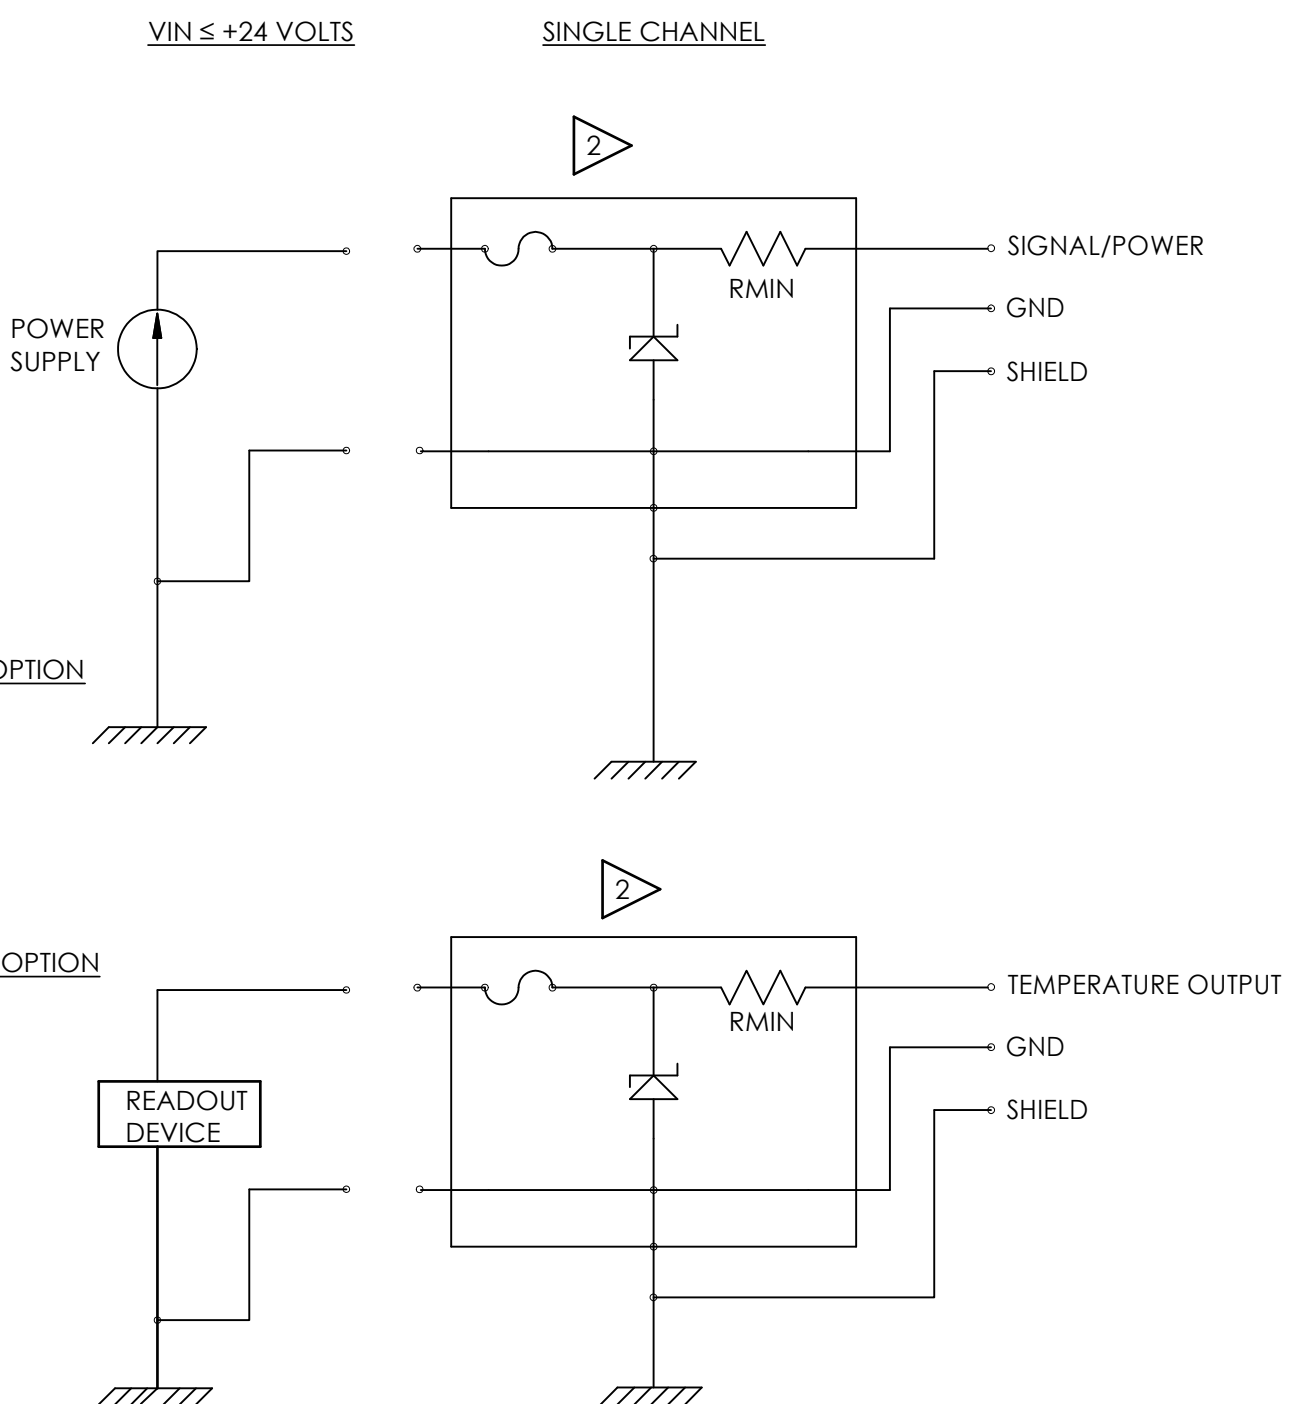 VIN ≤ +24 VOLTS
SINGLE CHANNEL
2
SIGNAL/POWER
RMIN
GND
POWER
SUPPLY
SHIELD
OPTION
2
OPTION
TEMPERATURE OUTPUT
RMIN
GND
READOUT
DEVICE
SHIELD